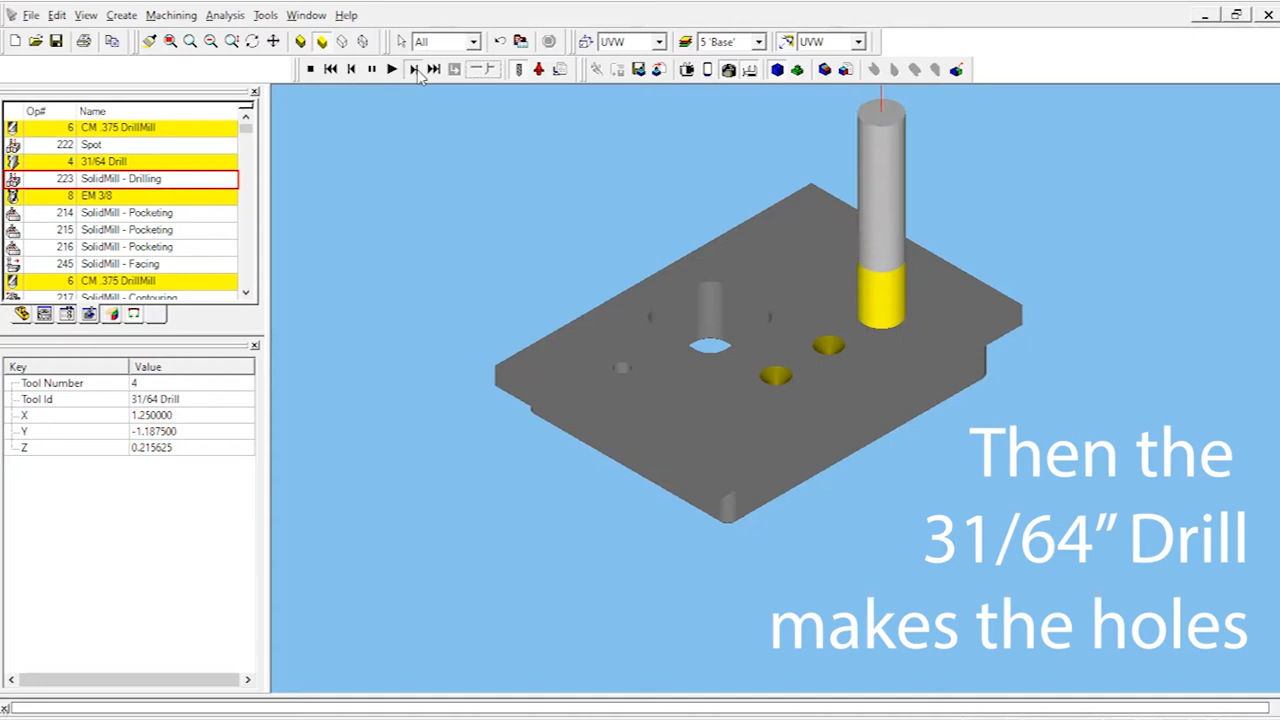 File Edit View Create Machining Analysis Tools Window Help
All UVW 5 'Base' UVW
Op# Name
6 CM .375 DrillMill
222 Spot
4 31/64 Drill
223 SolidMill - Drilling
8 EM 3/8
214 SolidMill - Pocketing
215 SolidMill - Pocketing
216 SolidMill - Pocketing
245 SolidMill - Facing
6 CM .375 DrillMill
217 SolidMill - Contouring
Key Value
Tool Number 4
Tool Id 31/64 Drill
X 1.250000
Y -1.187500
Z 0.215625
Then the
31/64” Drill
makes the holes